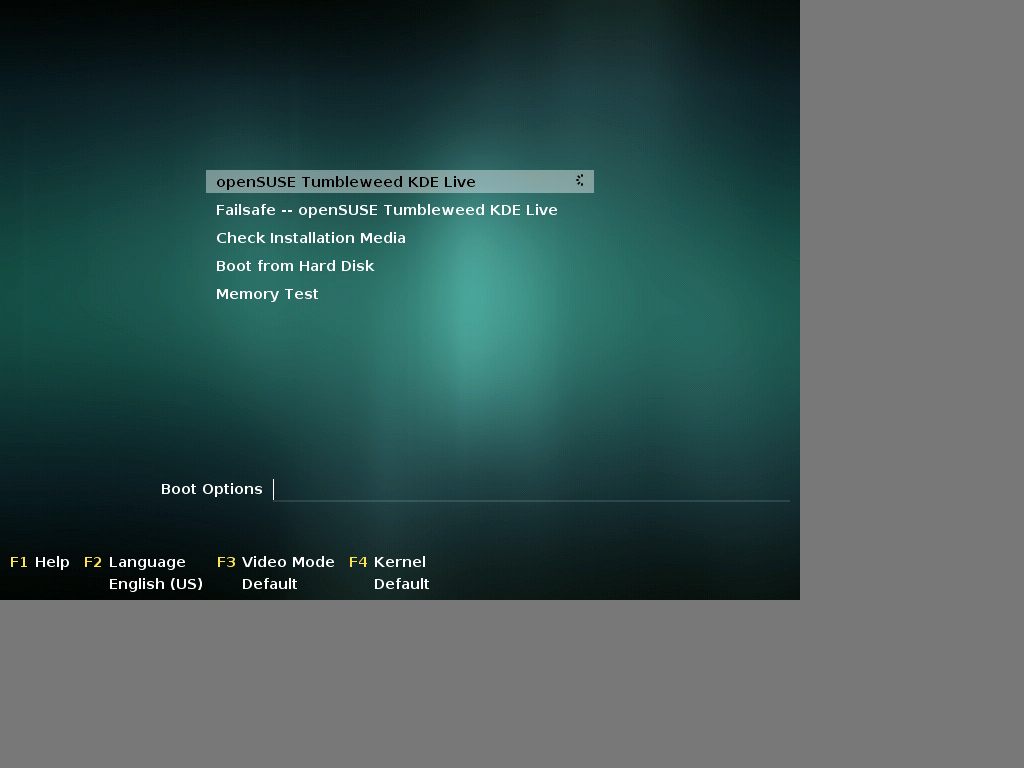 openSUSE Tumbleweed KDE Live
Failsafe -- openSUSE Tumbleweed KDE Live
Check Installation Media
Boot from Hard Disk
Memory Test
Boot Options
F1 Help F2 Language F3 Video Mode F4 Kernel
English (US) Default Default